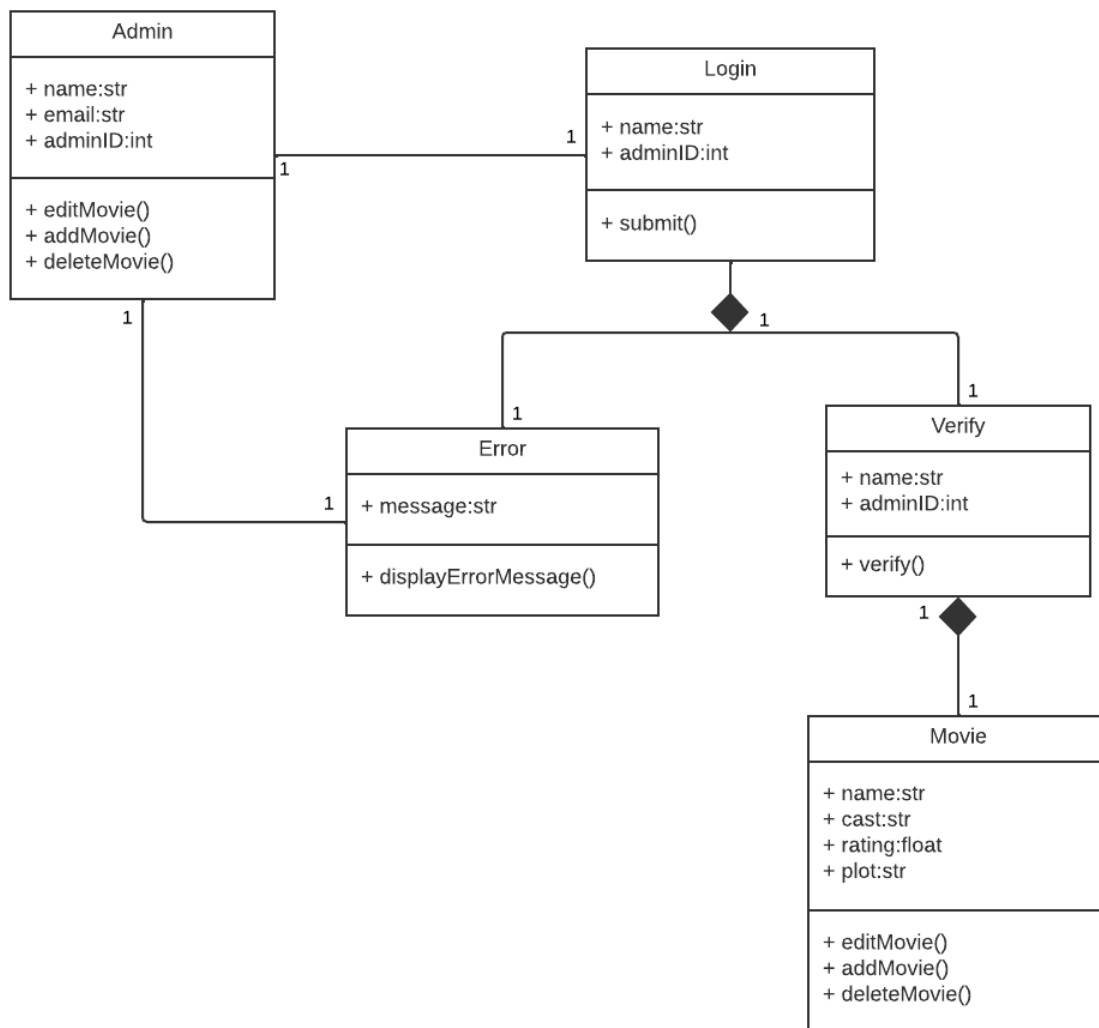 Admin
+ name:str
+ email:str
+ adminID:int
+ editMovie()
+ addMovie()
+ deleteMovie()
Login
+ name:str
+ adminID:int
+ submit()
1
1
1
1
1
1
1
Error
+ message:str
+ displayErrorMessage()
Verify
+ name:str
+ adminID:int
+ verify()
1
1
Movie
+ name:str
+ cast:str
+ rating:float
+ plot:str
+ editMovie()
+ addMovie()
+ deleteMovie()